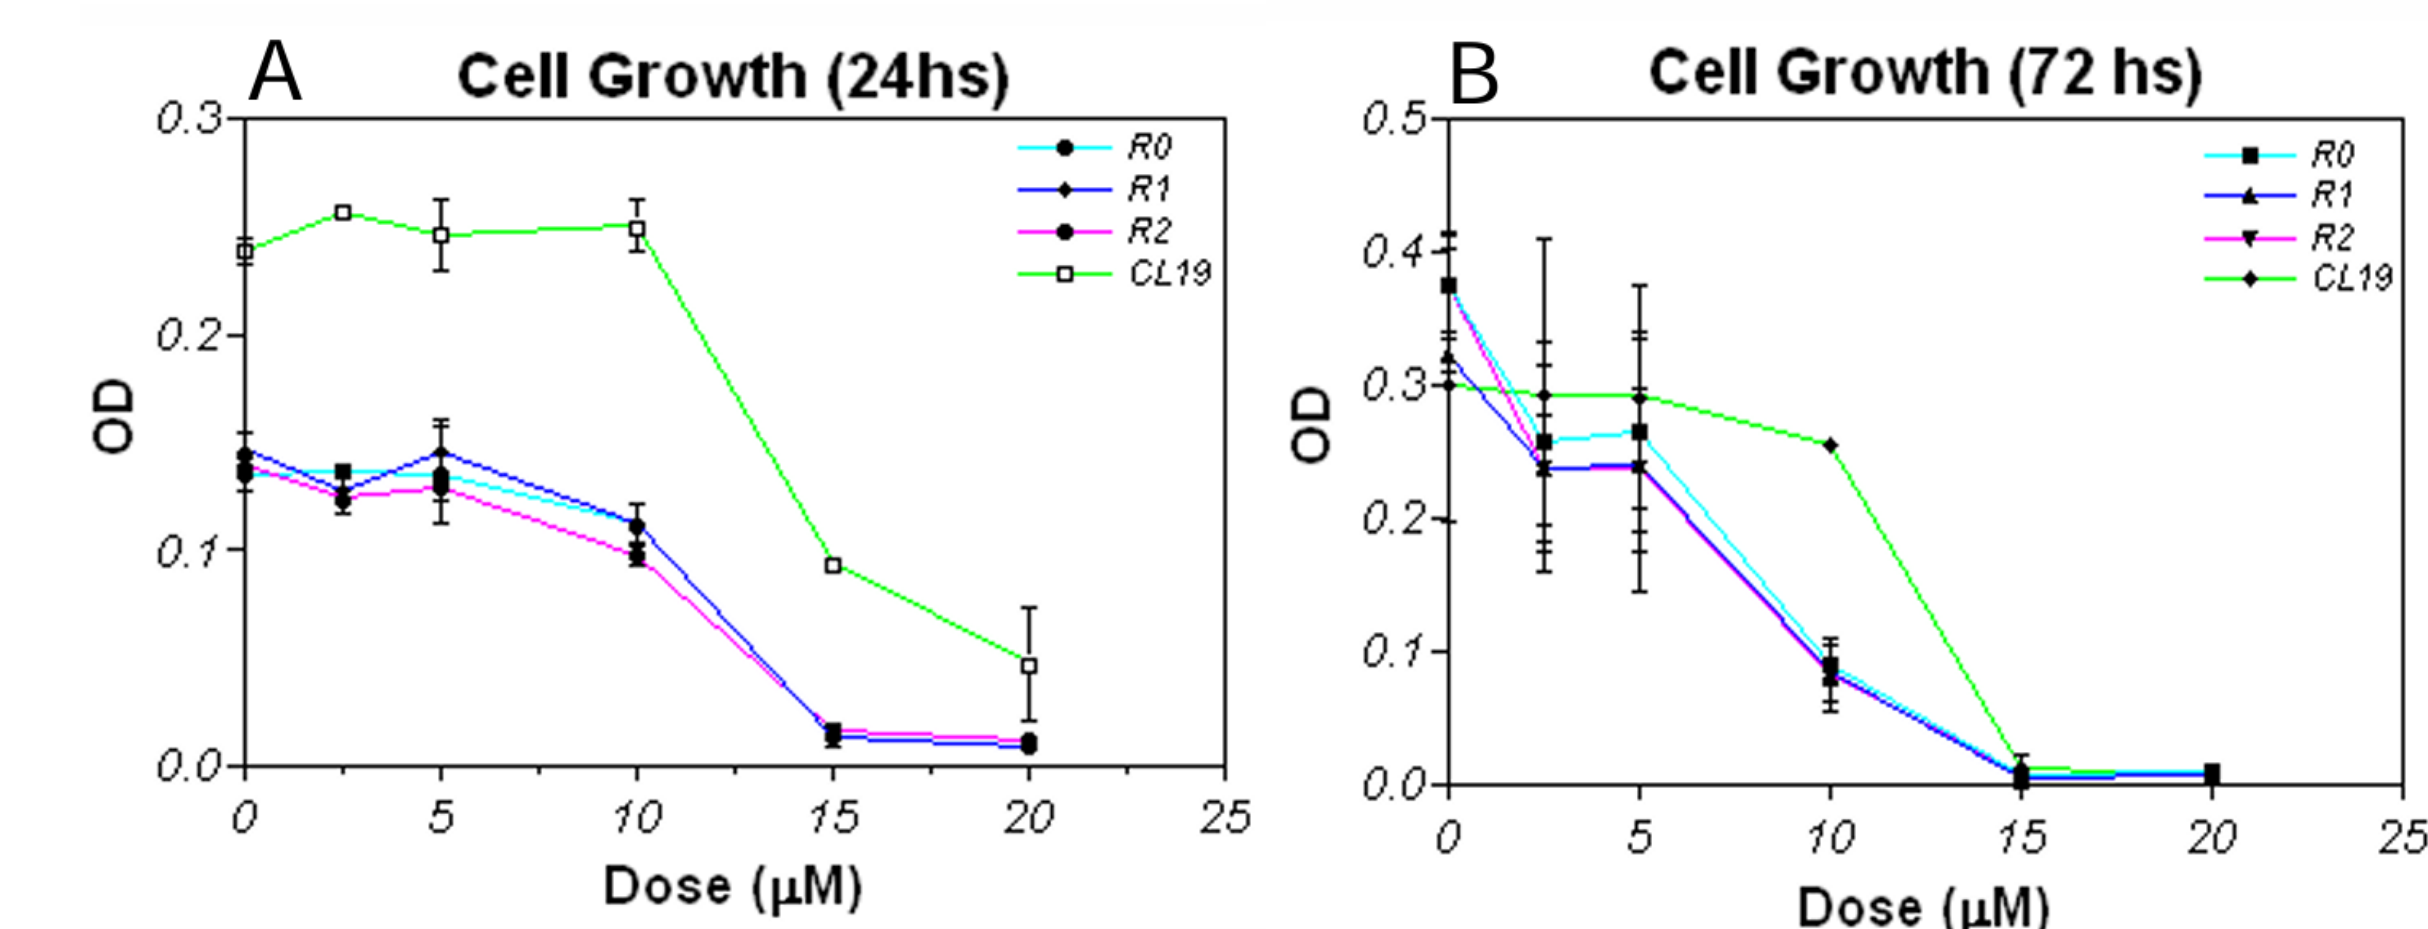 A
Cell Growth (24hs)
0.3
0.2
0.1
0.0
OD
R0
R1
R2
CL19
0 5 10 15 20 25
Dose (μM)
B
Cell Growth (72 hs)
0.5
0.4
0.3
0.2
0.1
0.0
OD
R0
R1
R2
CL19
0 5 10 15 20 25
Dose (μM)